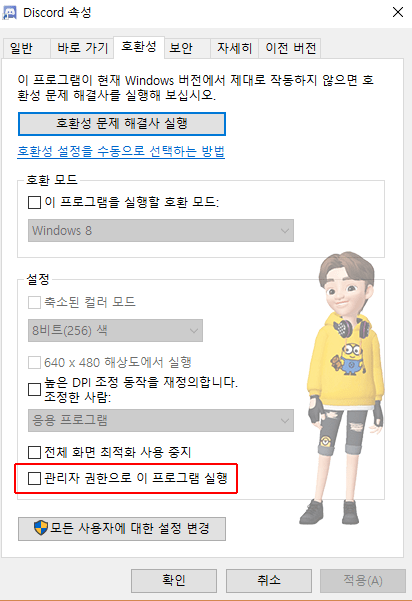 Discord 속성
일반 바로 가기 호환성 보안 자세히 이전 버전
이 프로그램이 현재 Windows 버전에서 제대로 작동하지 않으면 호
환성 문제 해결사를 실행해 보십시오.
호환성 문제 해결사 실행
호환성 설정을 수동으로 선택하는 방법
호환 모드
이 프로그램을 실행할 호환 모드:
Windows 8
설정
축소된 컬러 모드
8비트(256) 색
640 x 480 해상도에서 실행
높은 DPI 조정 동작을 재정의합니다.
조정한 사람:
응용 프로그램
전체 화면 최적화 사용 중지
관리자 권한으로 이 프로그램 실행
모든 사용자에 대한 설정 변경
확인 취소 적용(A)